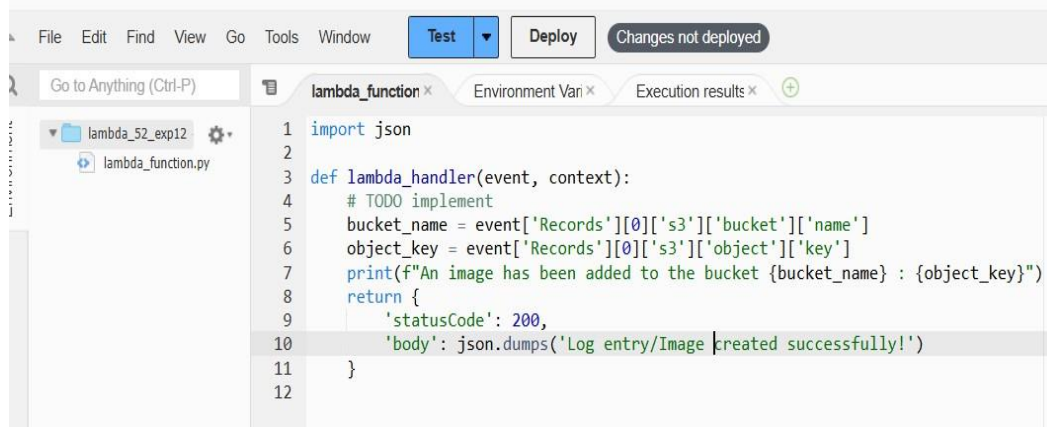 File Edit Find View Go Tools Window Test Deploy Changes not deployed
Go to Anything (Ctrl-P)
lambda_function × Environment Vari × Execution results ×
lambda_52_exp12
lambda_function.py
1 import json
2
3 def lambda_handler(event, context):
4     # TODO implement
5     bucket_name = event['Records'][0]['s3']['bucket']['name']
6     object_key = event['Records'][0]['s3']['object']['key']
7     print(f"An image has been added to the bucket {bucket_name} : {object_key}")
8     return {
9         'statusCode': 200,
10         'body': json.dumps('Log entry/Image created successfully!')
11     }
12